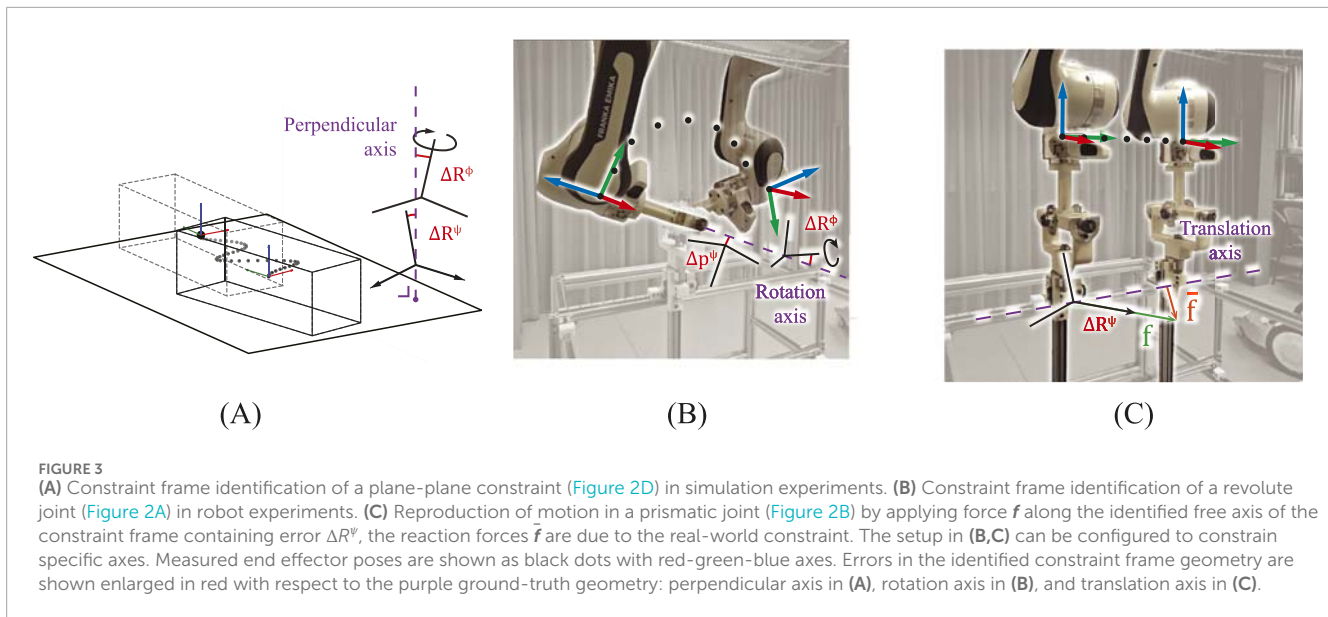 Perpendicular
axis
ΔRᶲ
ΔRᵠ
(A)
FRANKA EMIKA
Δpᵠ
ΔRᶲ
Rotation
axis
(B)
Translation
axis
ΔRᵠ
f
f̄
(C)
FIGURE 3
(A) Constraint frame identification of a plane-plane constraint (Figure 2D) in simulation experiments. (B) Constraint frame identification of a revolute
joint (Figure 2A) in robot experiments. (C) Reproduction of motion in a prismatic joint (Figure 2B) by applying force f along the identified free axis of the
constraint frame containing error ΔRᵠ, the reaction forces f̄ are due to the real-world constraint. The setup in (B,C) can be configured to constrain
specific axes. Measured end effector poses are shown as black dots with red-green-blue axes. Errors in the identified constraint frame geometry are
shown enlarged in red with respect to the purple ground-truth geometry: perpendicular axis in (A), rotation axis in (B), and translation axis in (C).